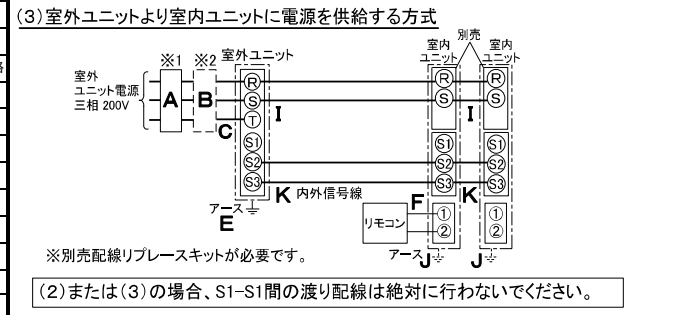 (3)室外ユニットより室内ユニットに電源を供給する方式
別売
※1 ※2 室外ユニット 室内 室内
ユニット ユニット
室外
ユニット電源
三相 200V
A B C
R S T S1 S2 S3
I I
R S S1 S2 S3 ① ②
R S S1 S2 S3 ① ②
K 内外信号線 K
アース
E
F
リモコン
アース J J
※別売配線リプレースキットが必要です。
(2)または(3)の場合、S1-S1間の渡り配線は絶対に行わないでください。